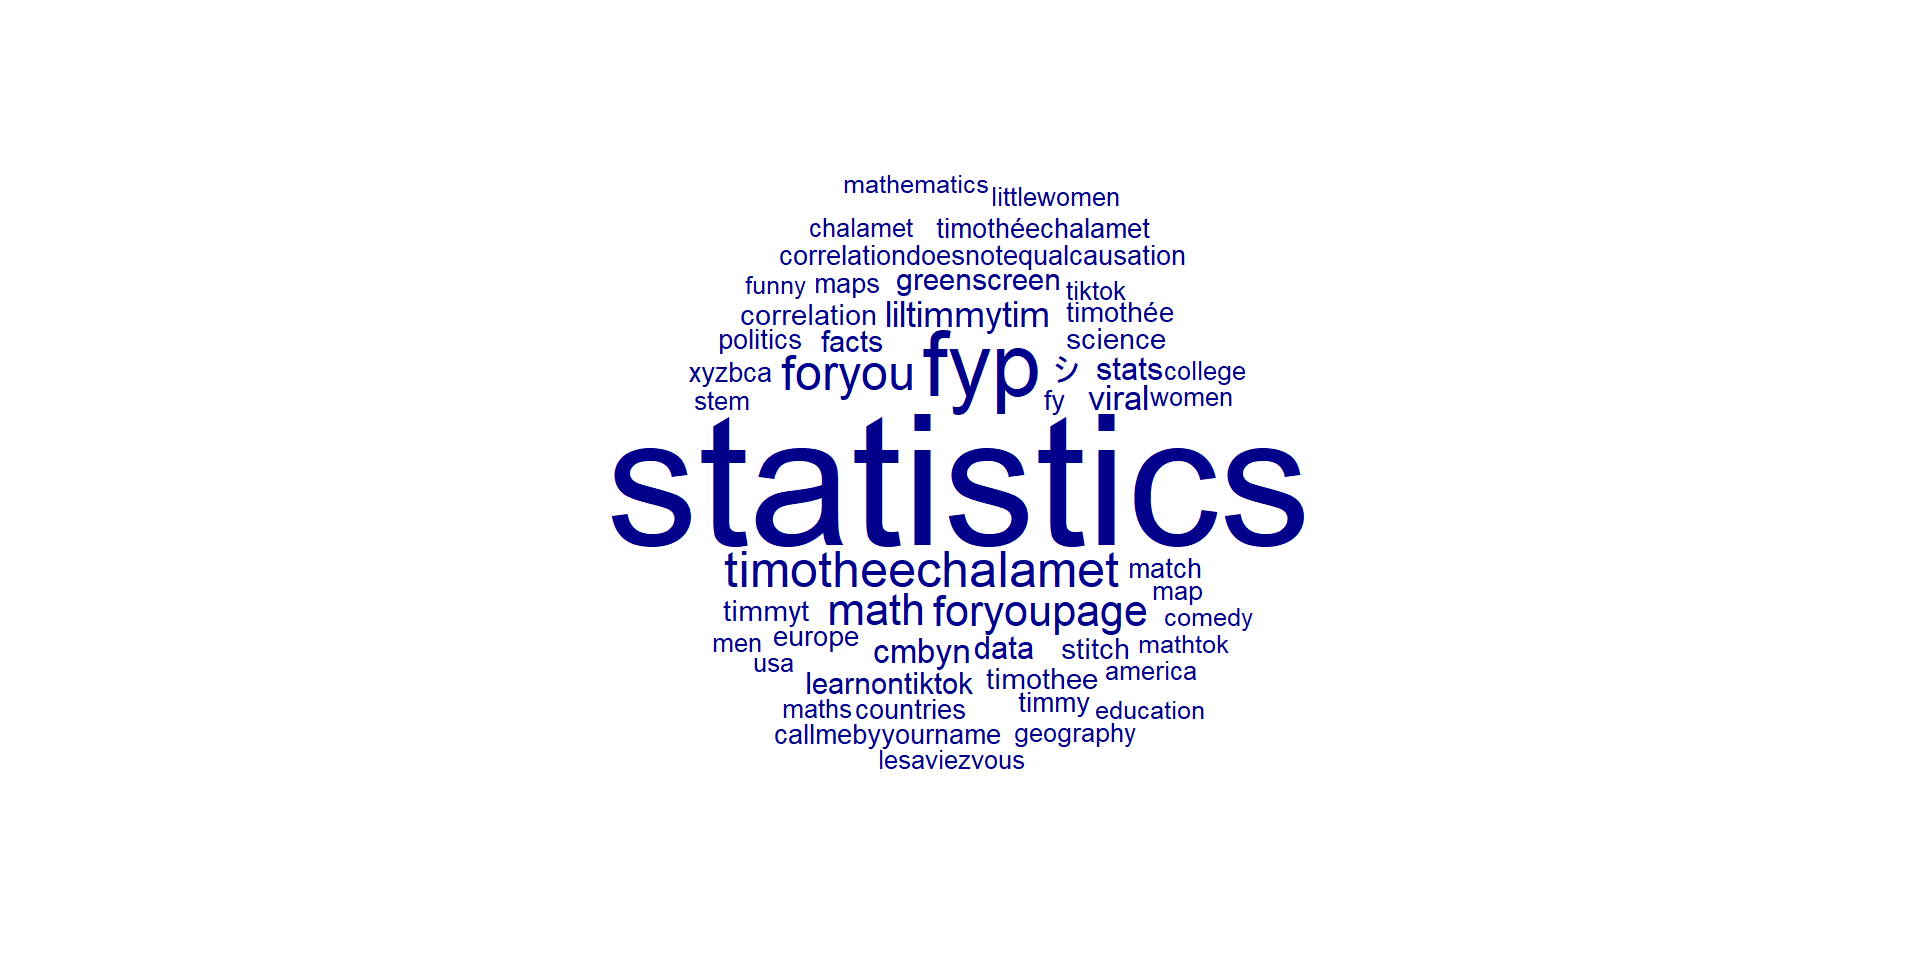 mathematics
littlewomen
chalamet timothéechalamet
correlationdoesnotequalcausation
funny maps greenscreen tiktok
correlation liltimmytim timothée
politics facts fyp science
xyzbca foryou シ stats college
stem fy viral women
statistics
timotheechalamet match
map
timmyt math foryoupage comedy
men europe cmbyn data stitch mathtok
usa america
learnontiktok timothee
maths countries timmy education
callmebyyourname geography
lesaviezvous